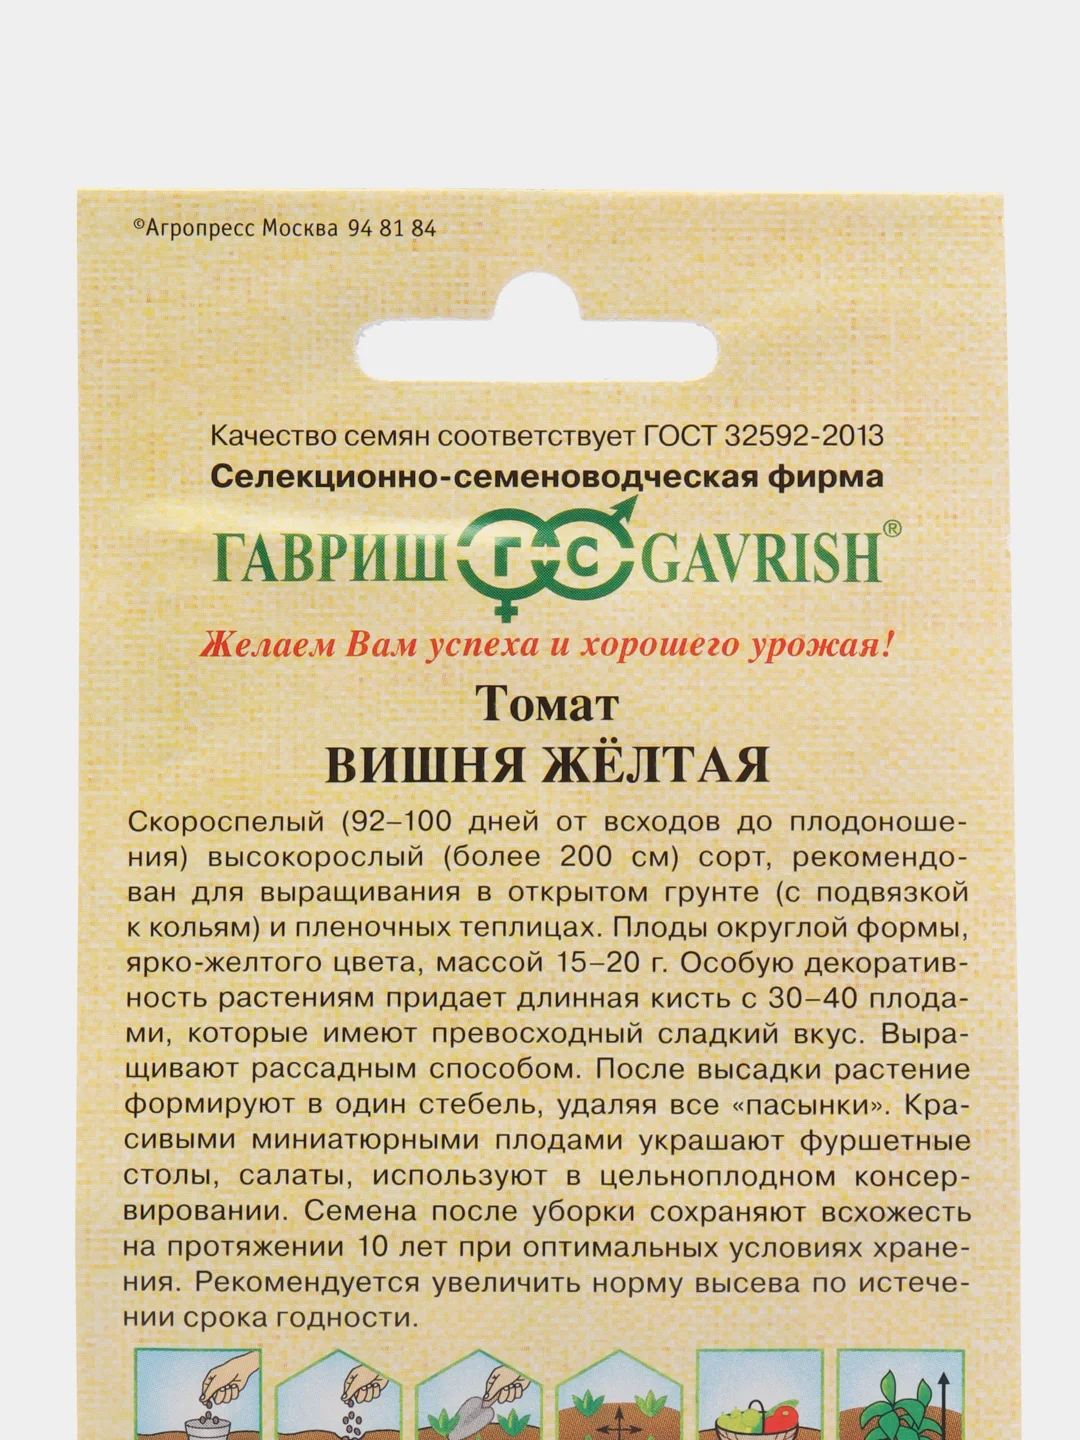 ©Агропресс Москва 94 81 84
Качество семян соответствует ГОСТ 32592-2013
Селекционно-семеноводческая фирма
ГАВРИШ Г С GAVRISH®
Желаем Вам успеха и хорошего урожая!
Томат
ВИШНЯ ЖЁЛТАЯ
Скороспелый (92–100 дней от всходов до плодоноше-
ния) высокорослый (более 200 см) сорт, рекомендо-
ван для выращивания в открытом грунте (с подвязкой
к кольям) и пленочных теплицах. Плоды округлой формы,
ярко-желтого цвета, массой 15–20 г. Особую декоратив-
ность растениям придает длинная кисть с 30–40 плода-
ми, которые имеют превосходный сладкий вкус. Выра-
щивают рассадным способом. После высадки растение
формируют в один стебель, удаляя все «пасынки». Кра-
сивыми миниатюрными плодами украшают фуршетные
столы, салаты, используют в цельноплодном консер-
вировании. Семена после уборки сохраняют всхожесть
на протяжении 10 лет при оптимальных условиях хране-
ния. Рекомендуется увеличить норму высева по истече-
нии срока годности.